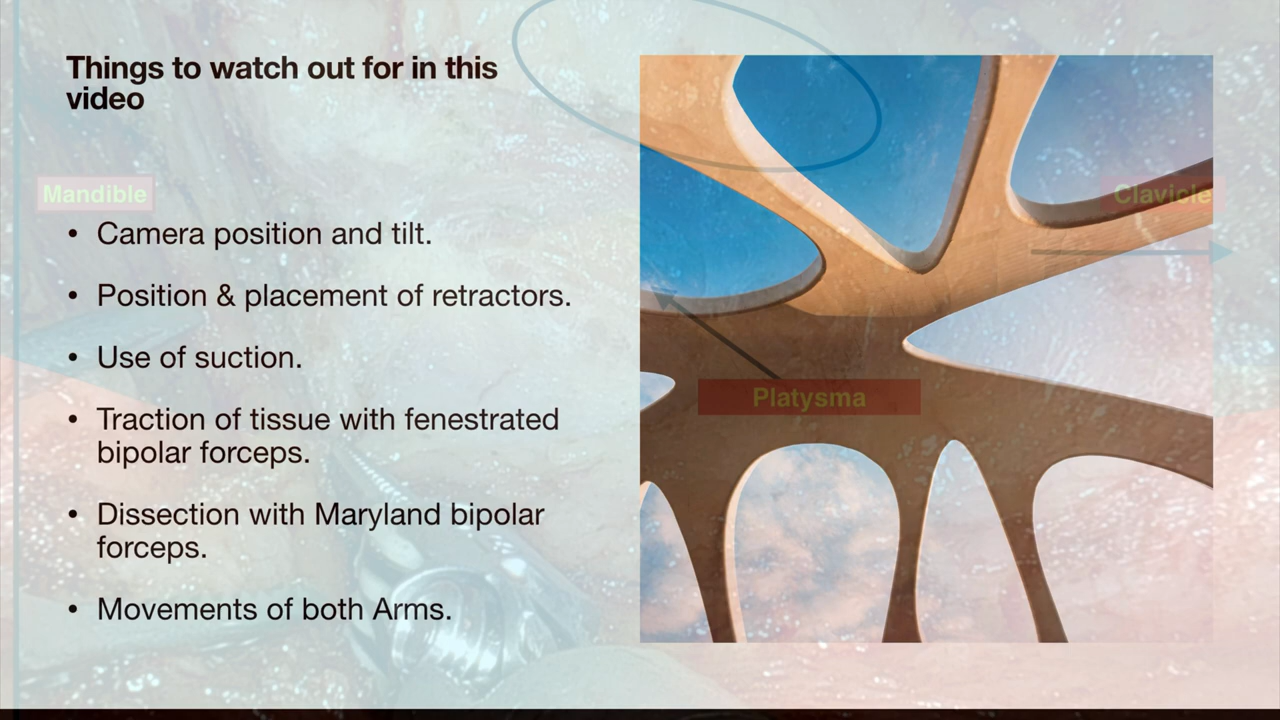 Things to watch out for in this
video
Mandible
Clavicle
• Camera position and tilt.
• Position & placement of retractors.
• Use of suction.
Platysma
• Traction of tissue with fenestrated
bipolar forceps.
• Dissection with Maryland bipolar
forceps.
• Movements of both Arms.